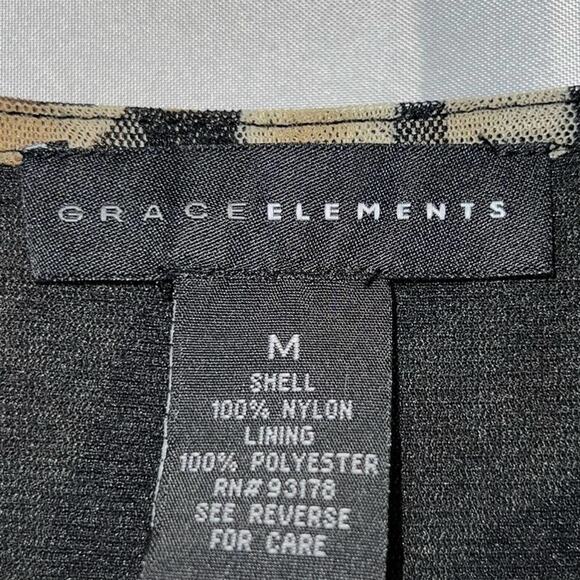 GRACE ELEMENTS
M
SHELL
100% NYLON
LINING
100% POLYESTER
RN# 93178
SEE REVERSE
FOR CARE